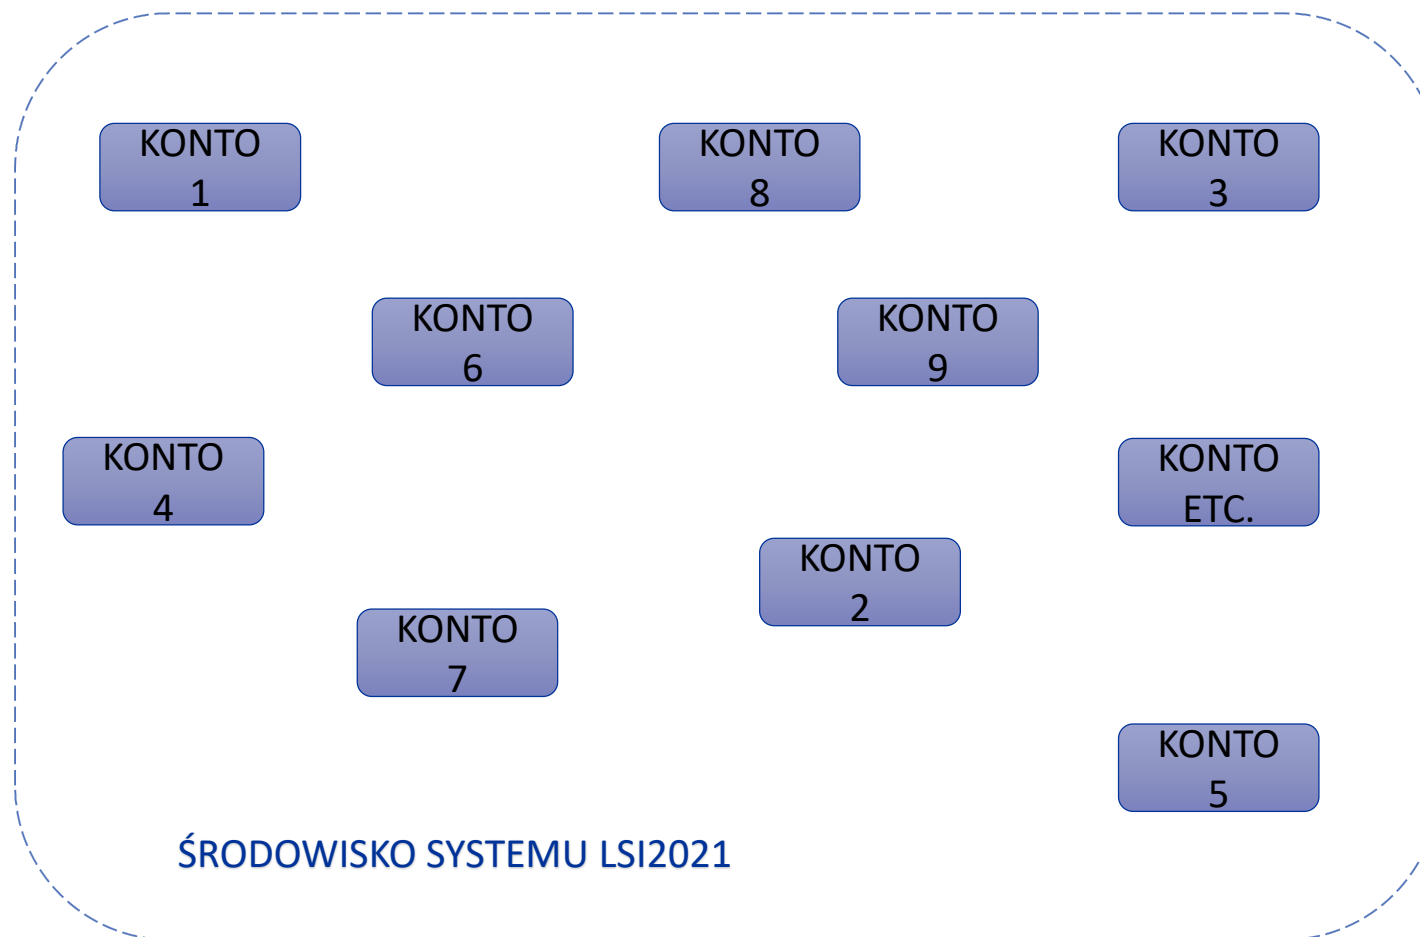 KONTO
1
KONTO
8
KONTO
3
KONTO
6
KONTO
9
KONTO
4
KONTO
ETC.
KONTO
2
KONTO
7
KONTO
5
ŚRODOWISKO SYSTEMU LSI2021